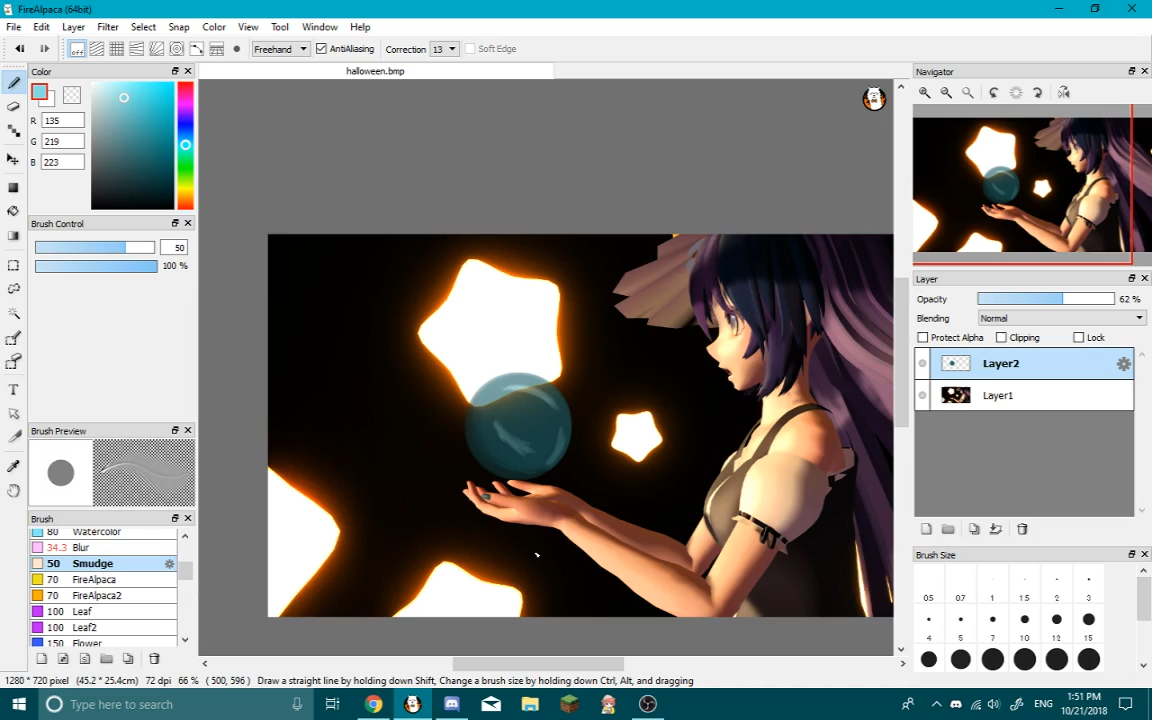 FireAlpaca (64bit)
File Edit Layer Filter Select Snap Color View Tool Window Help
off Freehand AntiAliasing Correction 13 Soft Edge
Color
halloween.bmp
Navigator
R 135
G 219
B 223
Brush Control
50
100 %
Layer
Opacity 62 %
Blending Normal
Protect Alpha Clipping Lock
Layer2
Layer1
Brush Preview
Brush
80 Watercolor
34.3 Blur
50 Smudge
70 FireAlpaca
70 FireAlpaca2
100 Leaf
100 Leaf2
150 Flower
Brush Size
0.5 0.7 1 1.5 2 3
4 5 7 10 12 15
1280 * 720 pixel (45.2 * 25.4cm) 72 dpi 66 % ( 500, 596 ) Draw a straight line by holding down Shift, Change a brush size by holding down Ctrl, Alt, and dragging
Type here to search
ENG
1:51 PM
10/21/2018